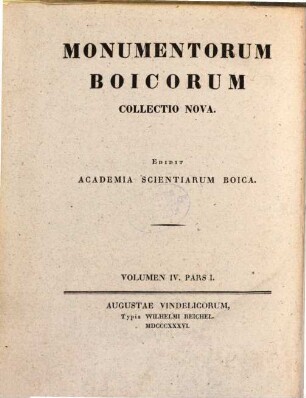 MONUMENTORUM
BOICORUM
COLLECTIO NOVA.
EDIDIT
ACADEMIA SCIENTIARUM BOICA.
VOLUMEN IV. PARS I.
AUGUSTAE VINDELICORUM,
Typis WILHELMI REICHEL.
MDCCCXXXVI.